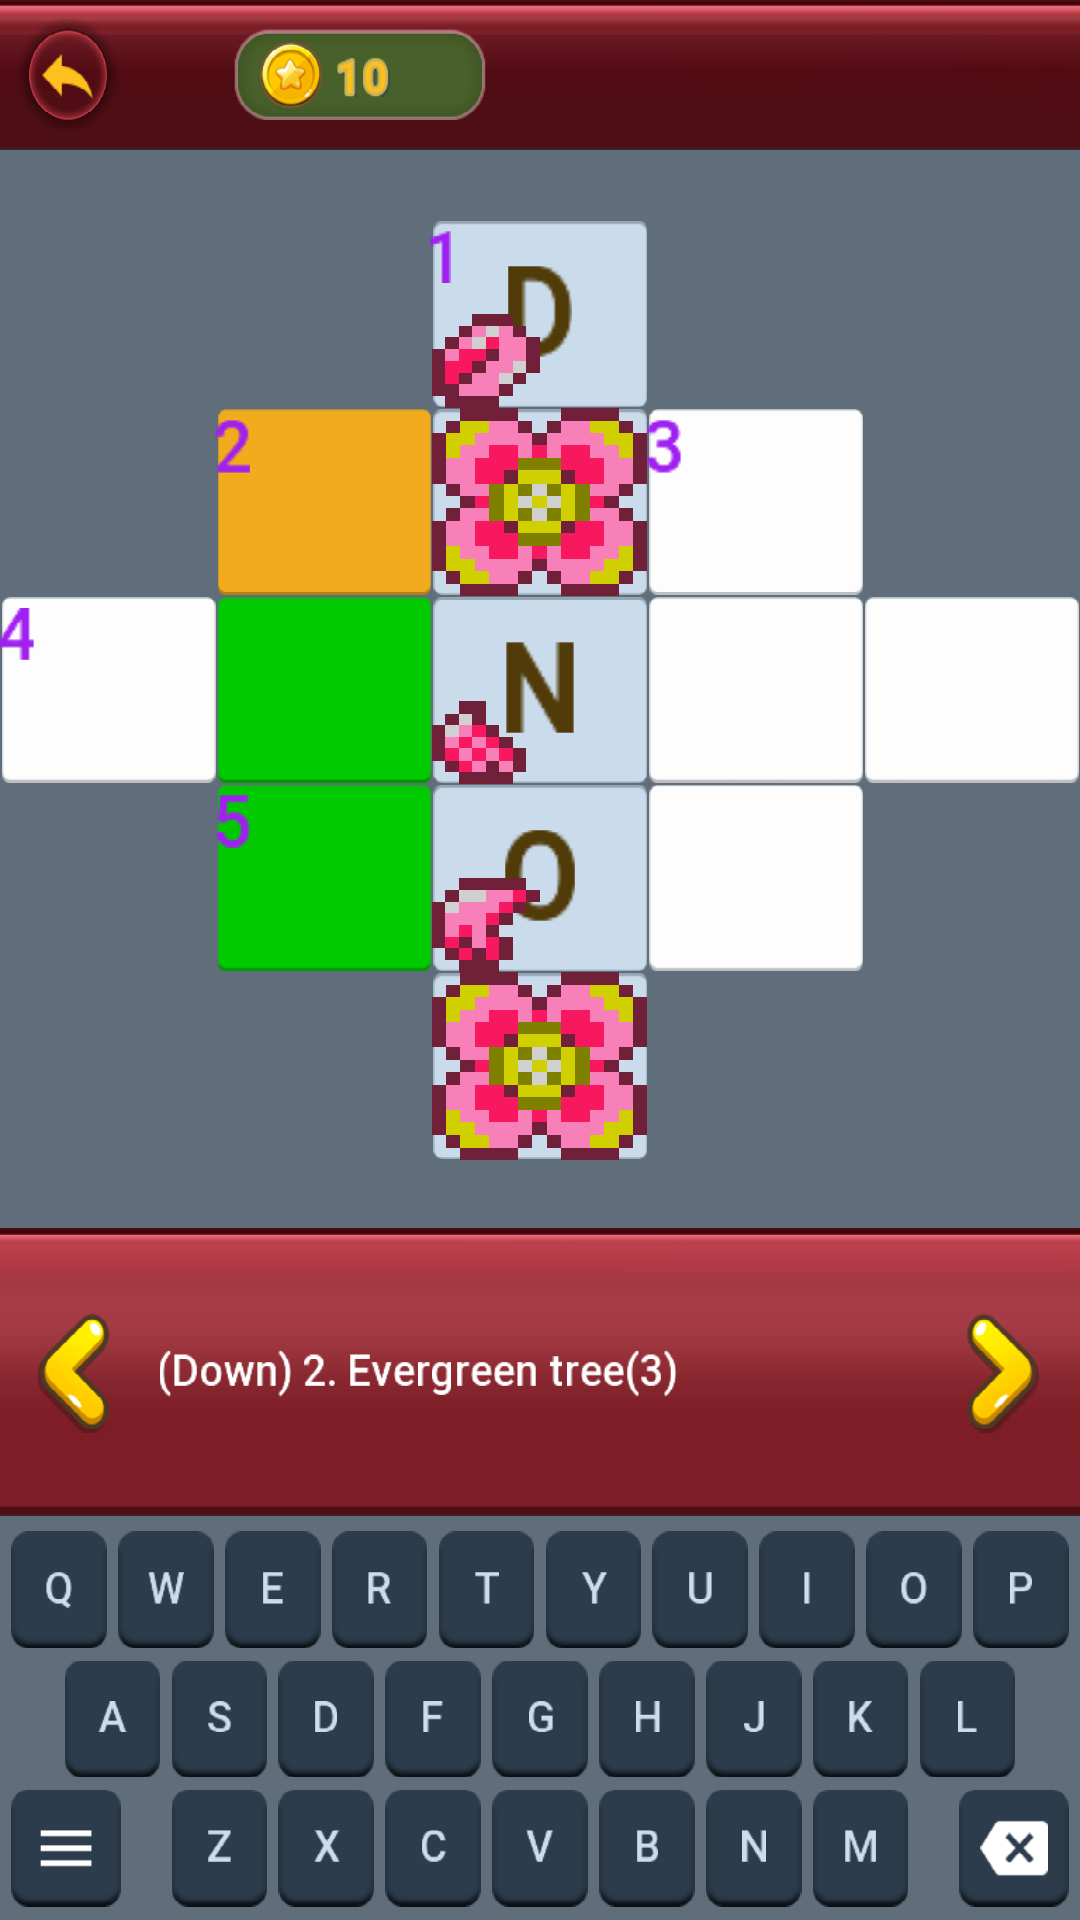 10
1 D
2 3
4 N
5 O
(Down) 2. Evergreen tree(3)
Q W E R T Y U I O P
A S D F G H J K L
Z X C V B N M